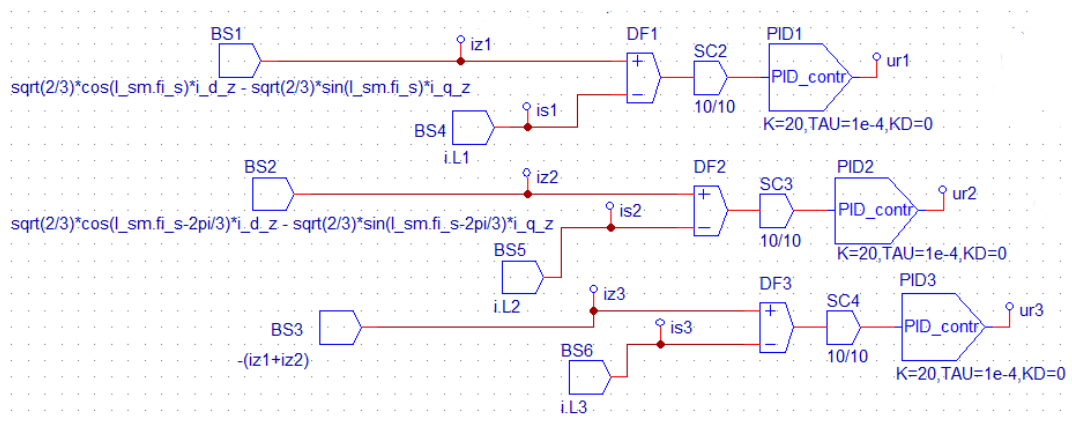 BS1
iz1
DF1
SC2
PID1
ur1
+
PID_contr
sqrt(2/3)*cos(I_sm.fi_s)*i_d_z - sqrt(2/3)*sin(I_sm.fi_s)*i_q_z
is1
−
10/10
K=20,TAU=1e-4,KD=0
BS4
i.L1
BS2
iz2
DF2
SC3
PID2
ur2
+
PID_contr
sqrt(2/3)*cos(I_sm.fi_s-2pi/3)*i_d_z - sqrt(2/3)*sin(I_sm.fi_s-2pi/3)*i_q_z
is2
−
10/10
K=20,TAU=1e-4,KD=0
BS5
i.L2
iz3
DF3
SC4
PID3
ur3
BS3
+
PID_contr
-(iz1+iz2)
is3
−
10/10
K=20,TAU=1e-4,KD=0
BS6
i.L3